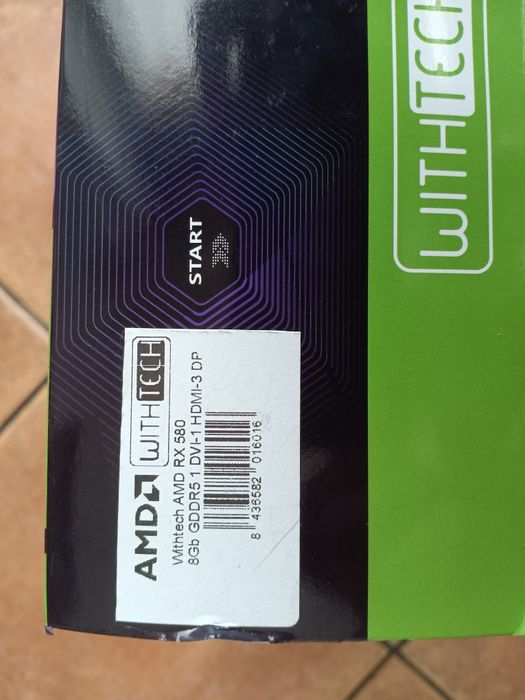 WITHTECH
START
AMD WITHTECH
Withtech AMD RX 580
8Gb GDDR5 1 DVI-1 HDMI-3 DP
8 436582 016016